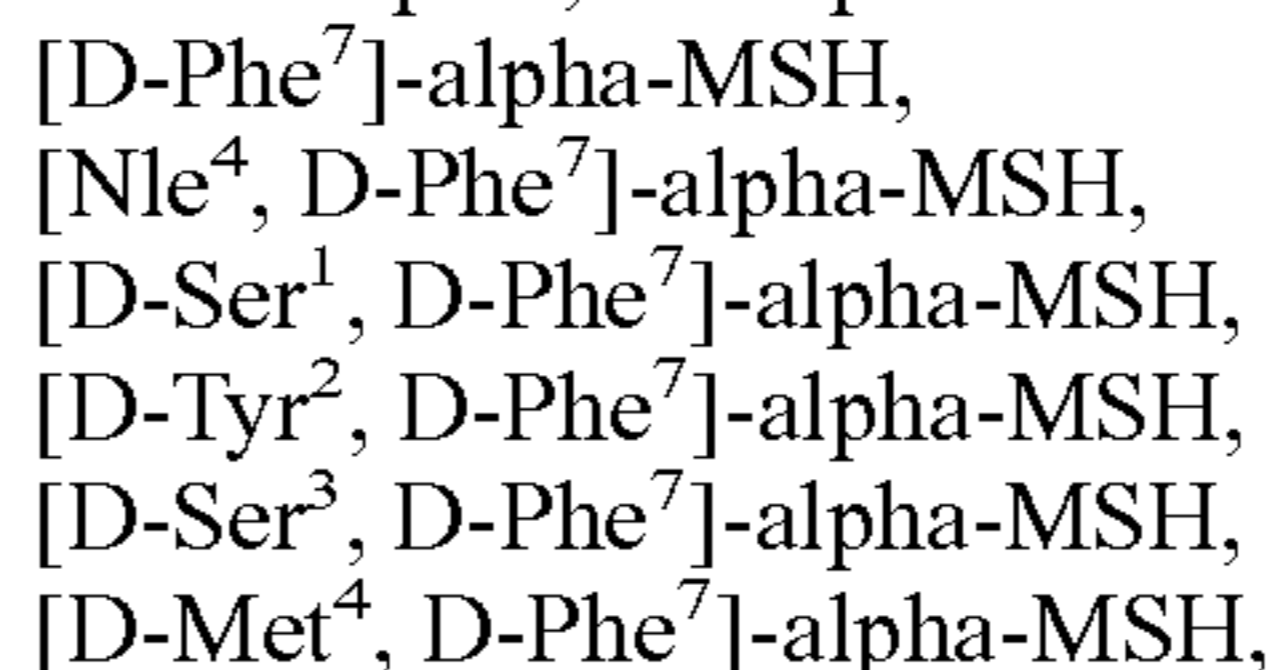 [D-Phe⁷]-alpha-MSH,
[Nle⁴, D-Phe⁷]-alpha-MSH,
[D-Ser¹, D-Phe⁷]-alpha-MSH,
[D-Tyr², D-Phe⁷]-alpha-MSH,
[D-Ser³, D-Phe⁷]-alpha-MSH,
[D-Met⁴, D-Phe⁷]-alpha-MSH,